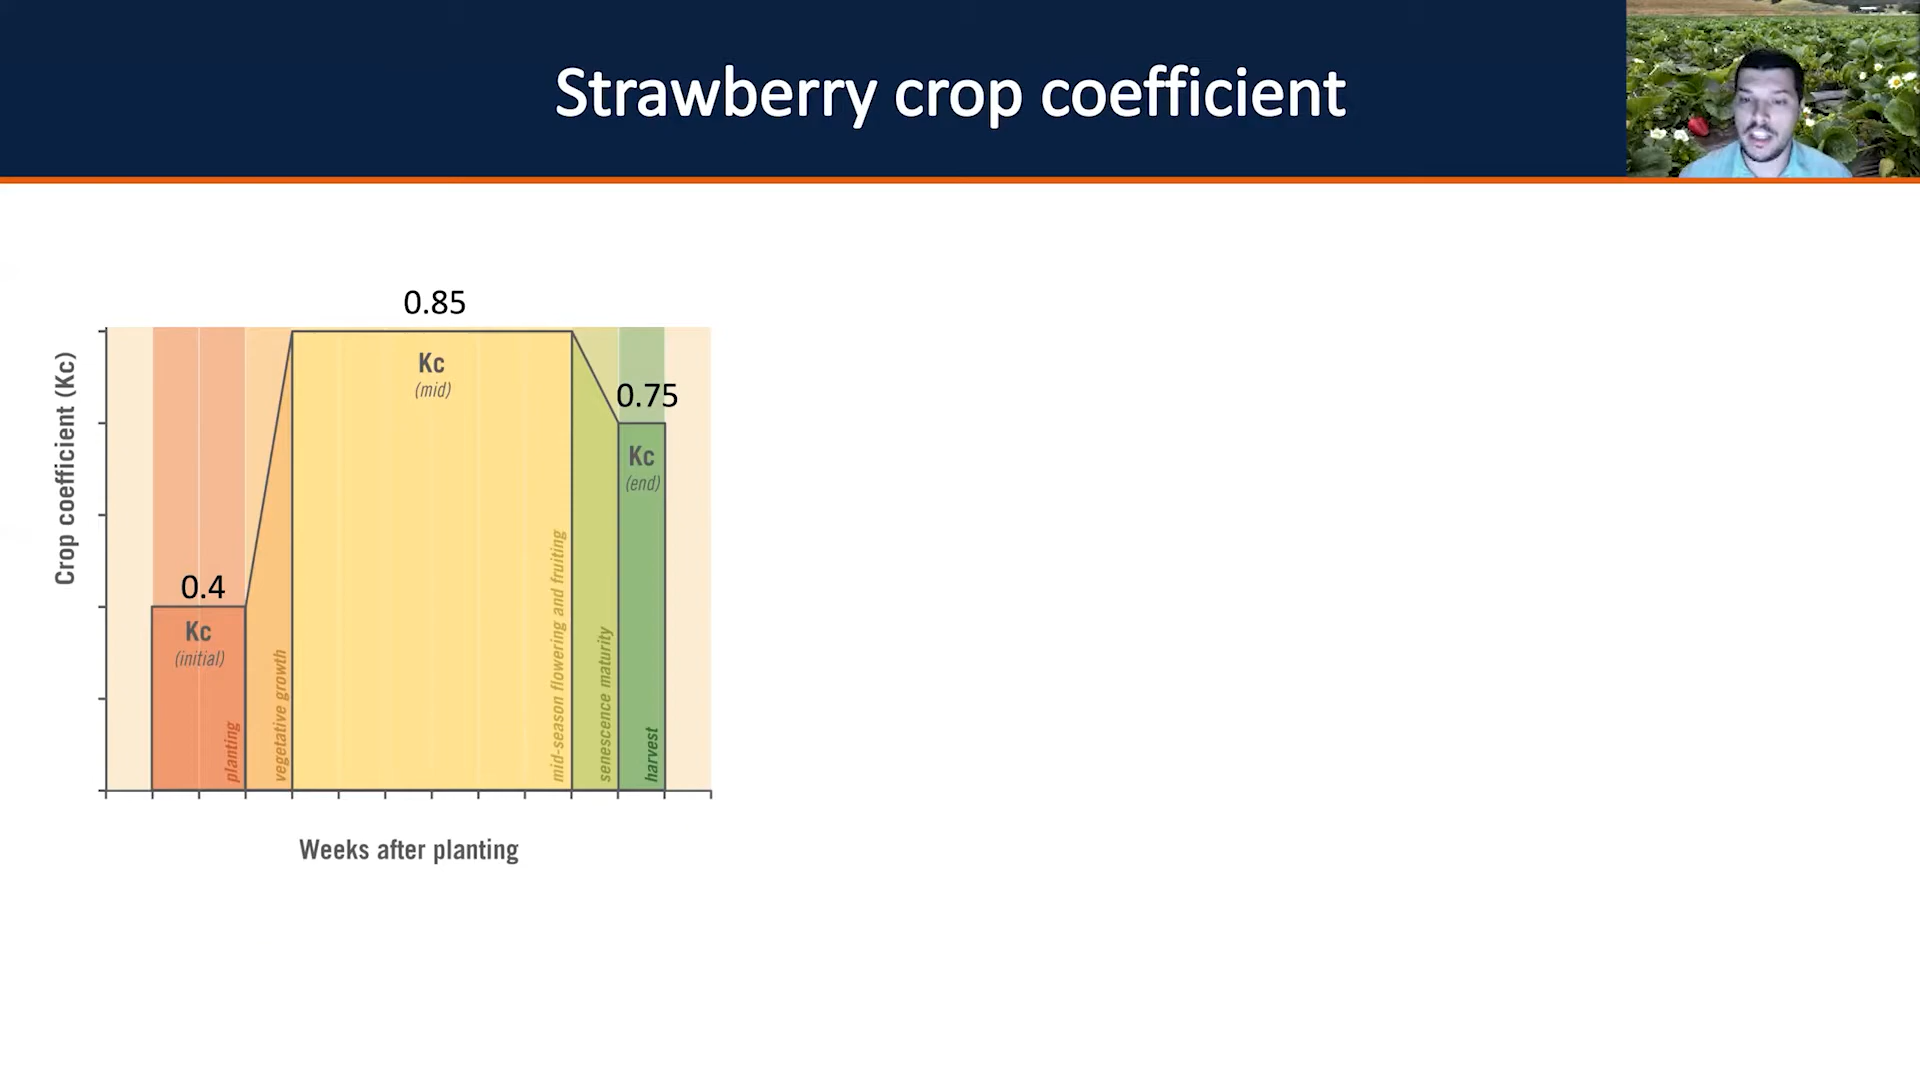 Strawberry crop coefficient
0.85
Kc
(mid)
0.75
Kc
(end)
0.4
Kc
(initial)
Crop coefficient (Kc)
planting
vegetative growth
mid-season flowering and fruiting
senescence maturity
harvest
Weeks after planting